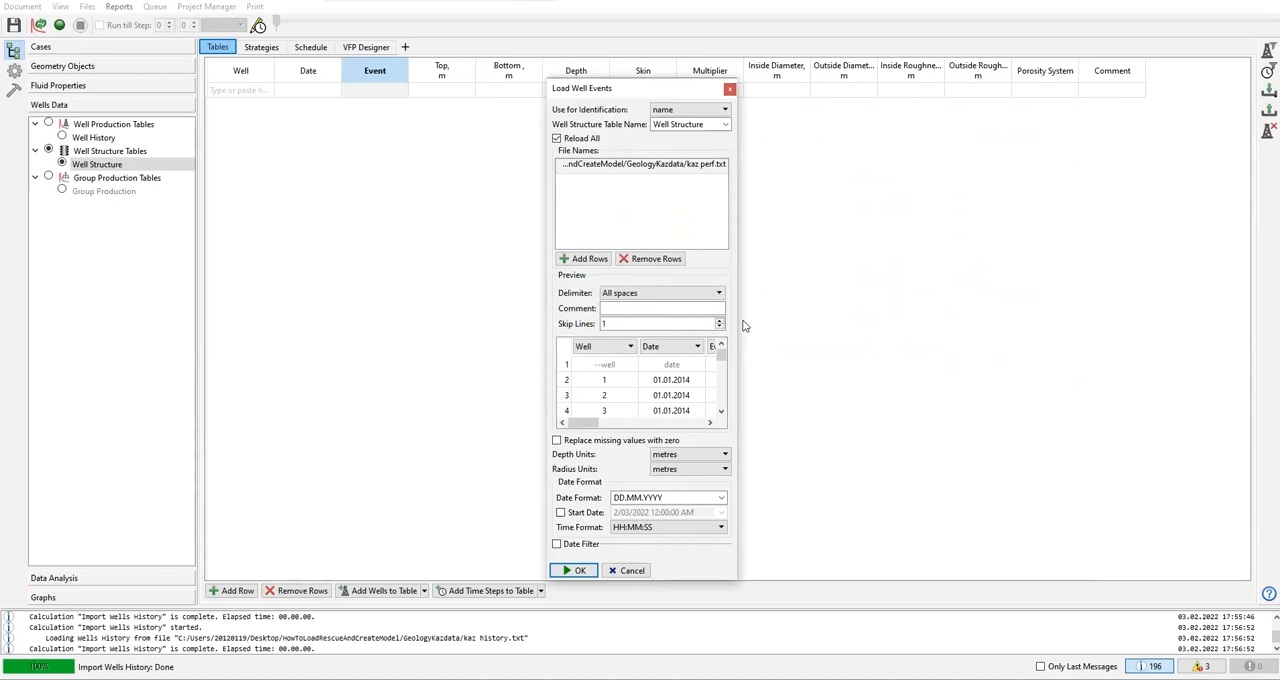 Document View Files Reports Queue Project Manager Print
Run till Step: 0 0
Cases
Geometry Objects
Fluid Properties
Wells Data
Well Production Tables
Well History
Well Structure Tables
Well Structure
Group Production Tables
Group Production
Data Analysis
Graphs
Tables Strategies Schedule VFP Designer +
Well Date Event Top, m Bottom , m Depth Skin Multiplier Inside Diameter, m Outside Diamet... m Inside Roughne... m Outside Rough... m Porosity System Comment
Type or paste h...
Load Well Events x
Use for Identification: name
Well Structure Table Name: Well Structure
Reload All
File Names:
...ndCreateModel/GeologyKazdata/kaz perf.txt
Add Rows Remove Rows
Preview
Delimiter: All spaces
Comment:
Skip Lines: 1
Well Date
1 --well date
2 1 01.01.2014
3 2 01.01.2014
4 3 01.01.2014
Replace missing values with zero
Depth Units: metres
Radius Units: metres
Date Format
Date Format: DD.MM.YYYY
Start Date: 2/03/2022 12:00:00 AM
Time Format: HH:MM:SS
Date Filter
OK Cancel
Add Row Remove Rows Add Wells to Table Add Time Steps to Table
Calculation "Import Wells History" is complete. Elapsed time: 00.00.00. 03.02.2022 17:55:46
Calculation "Import Wells History" started. 03.02.2022 17:56:52
Loading Wells History from file "C:/Users/20120119/Desktop/HowToLoadRescueAndCreateModel/GeologyKazdata/kaz history.txt" 03.02.2022 17:56:52
Calculation "Import Wells History" is complete. Elapsed time: 00.00.00. 03.02.2022 17:56:52
100% Import Wells History: Done Only Last Messages 196 3 0